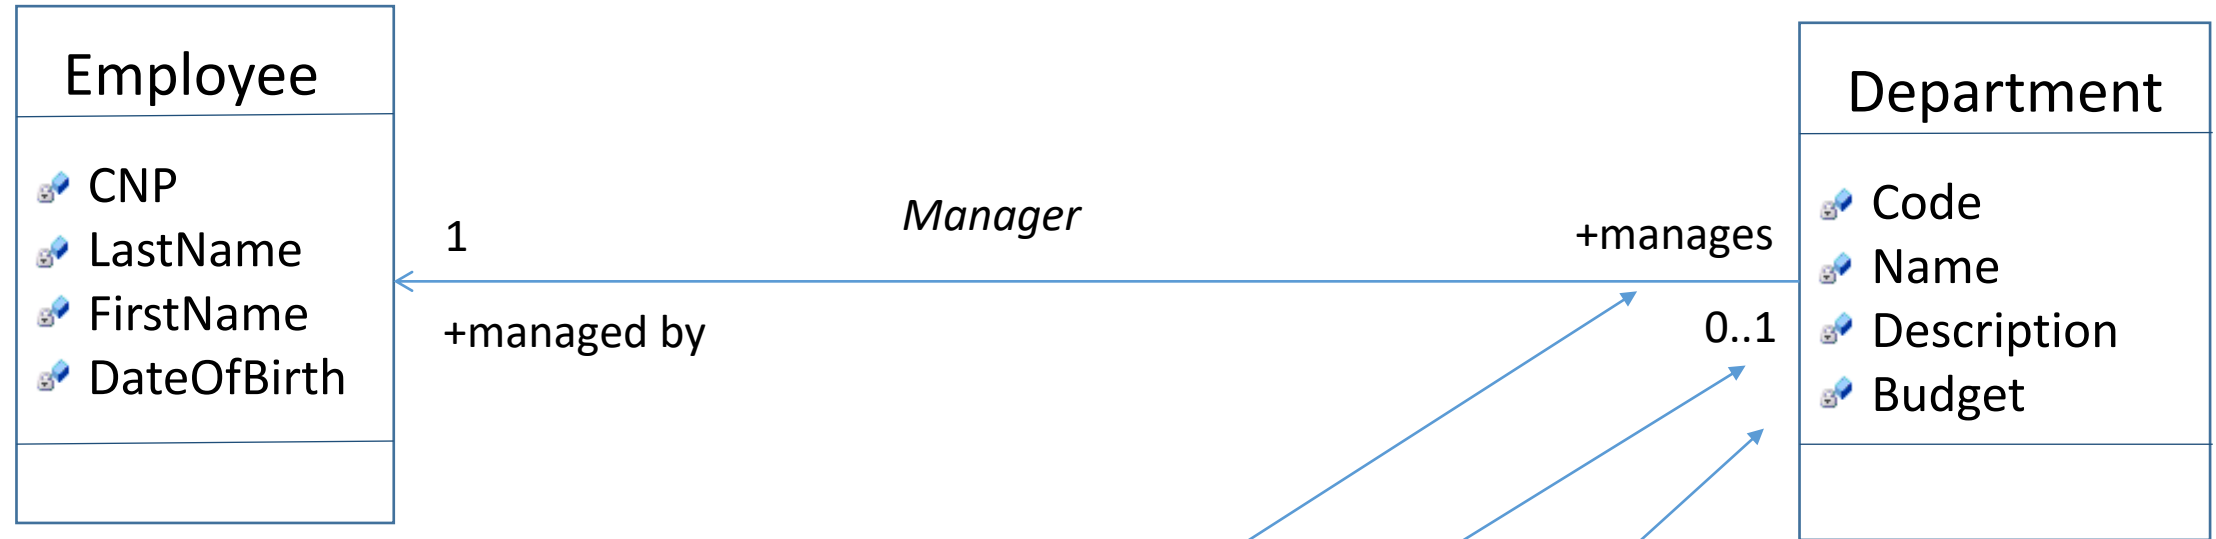 Employee
CNP
LastName
FirstName
DateOfBirth
1
Manager
+managed by
+manages
0..1
Department
Code
Name
Description
Budget